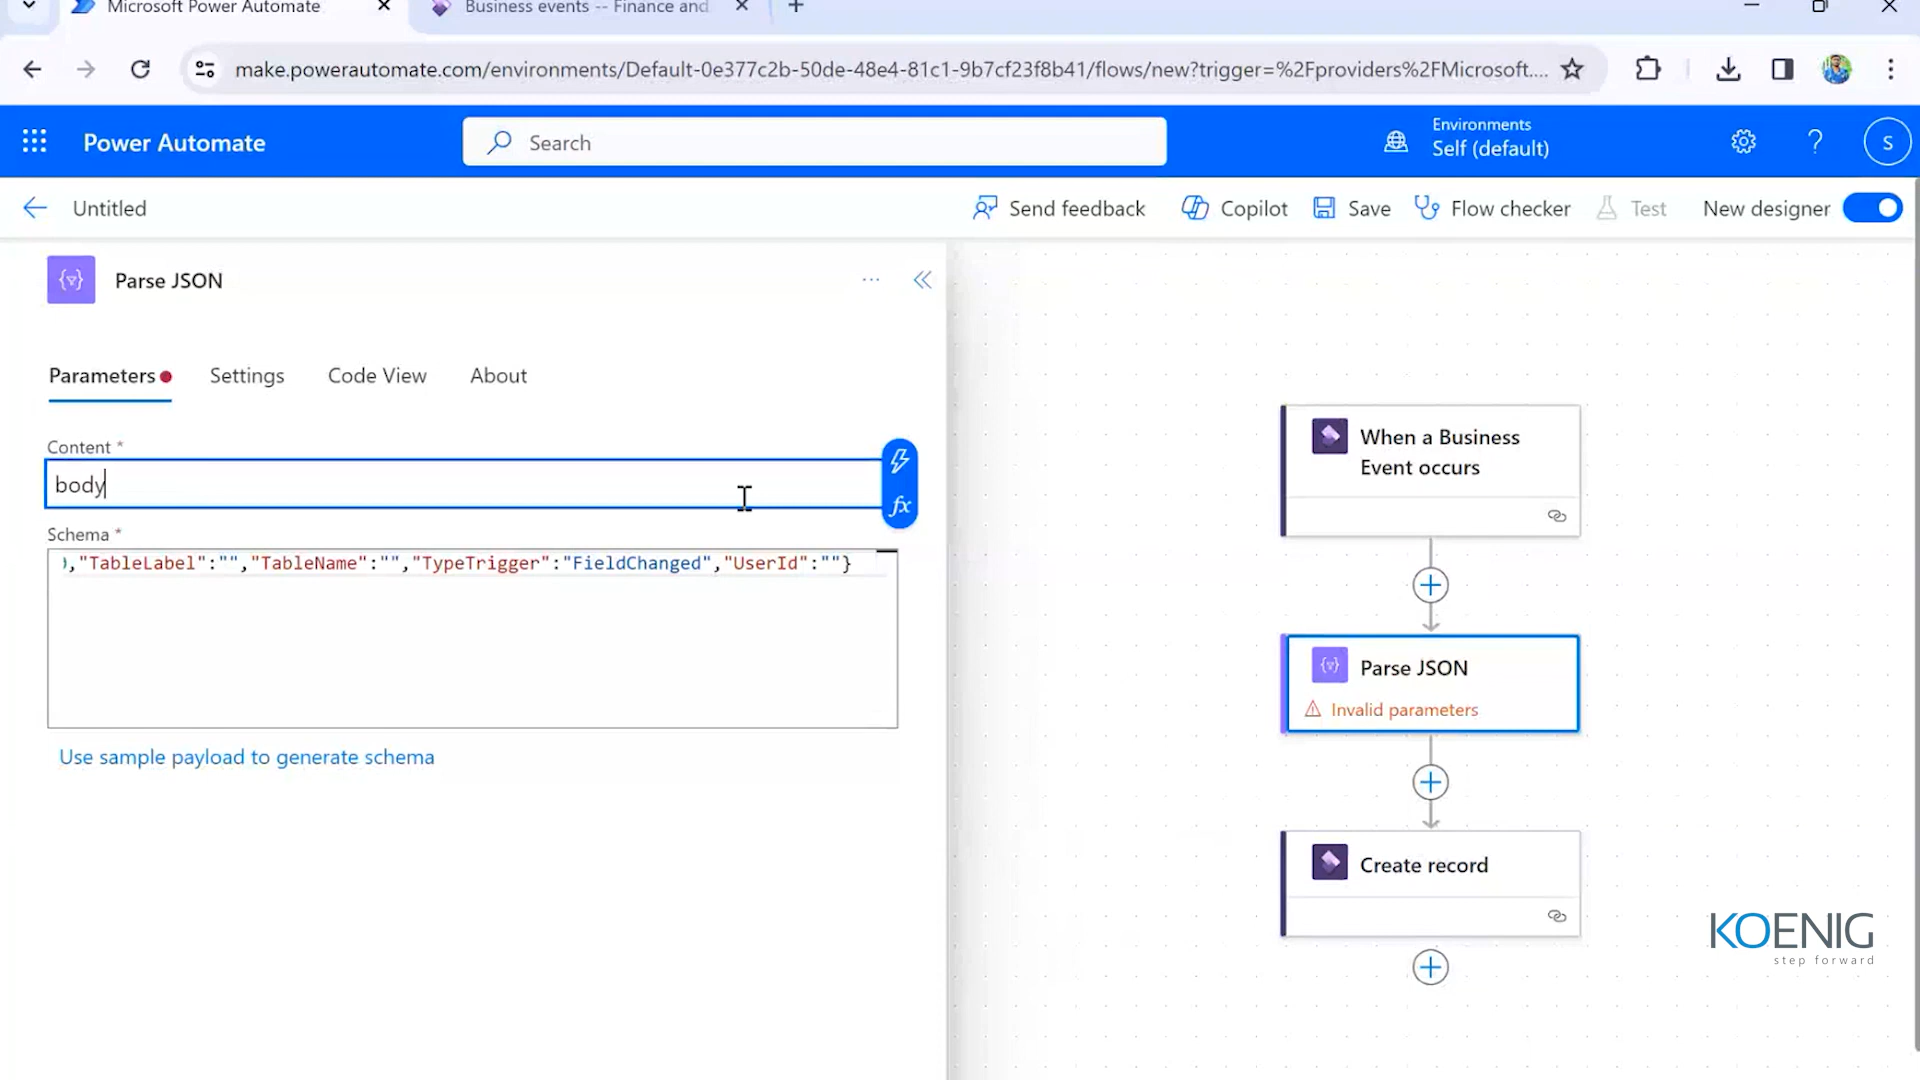 Microsoft Power Automate
Business events -- Finance and
make.powerautomate.com/environments/Default-0e377c2b-50de-48e4-81c1-9b7cf23f8b41/flows/new?trigger=%2Fproviders%2FMicrosoft....
Power Automate
Search
Environments
Self (default)
?
S
Untitled
Send feedback
Copilot
Save
Flow checker
Test
New designer
Parse JSON
Parameters
Settings
Code View
About
Content *
body
fx
Schema *
,"TableLabel":"","TableName":"","TypeTrigger":"FieldChanged","UserId":""}
Use sample payload to generate schema
When a Business
Event occurs
Parse JSON
Invalid parameters
Create record
KOENIG
step forward